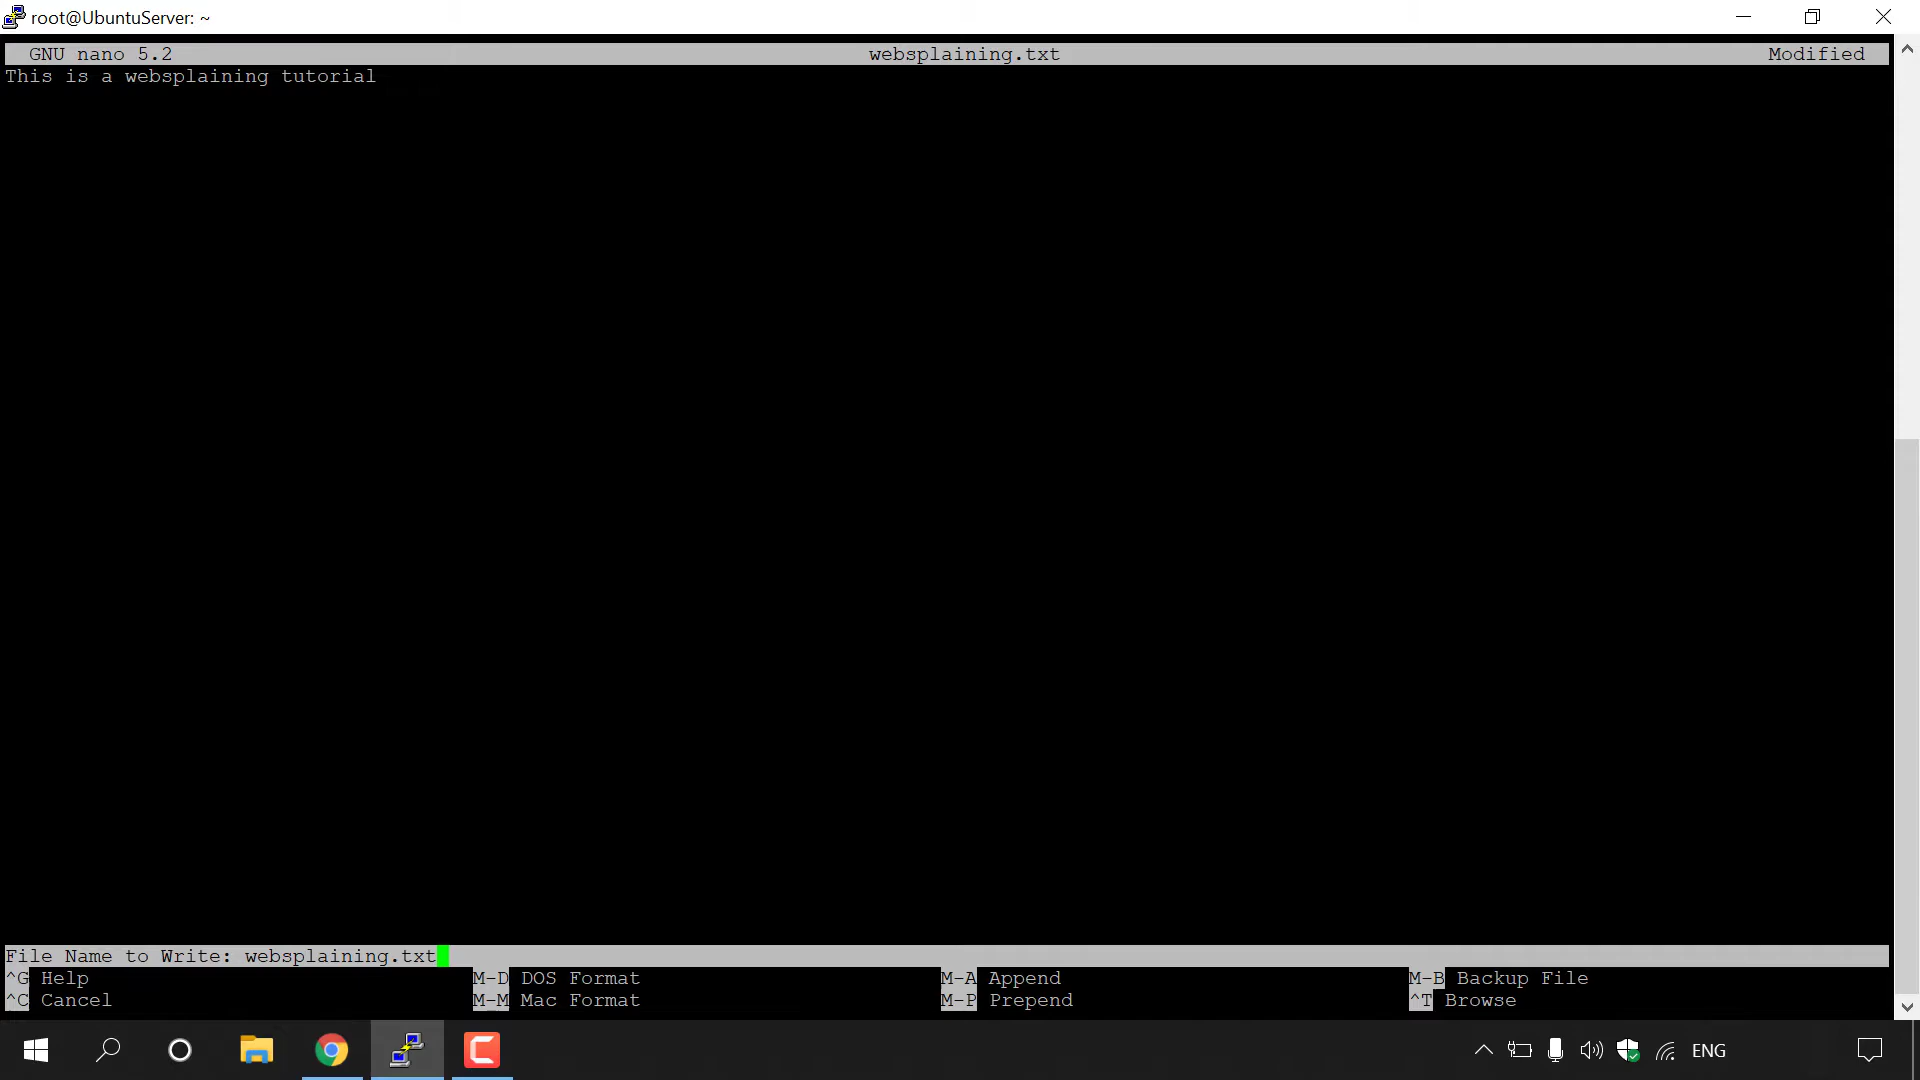 root@UbuntuServer: ~
GNU nano 5.2 websplaining.txt Modified
This is a websplaining tutorial
File Name to Write: websplaining.txt
^G Help M-D DOS Format M-A Append M-B Backup File
^C Cancel M-M Mac Format M-P Prepend ^T Browse
ENG